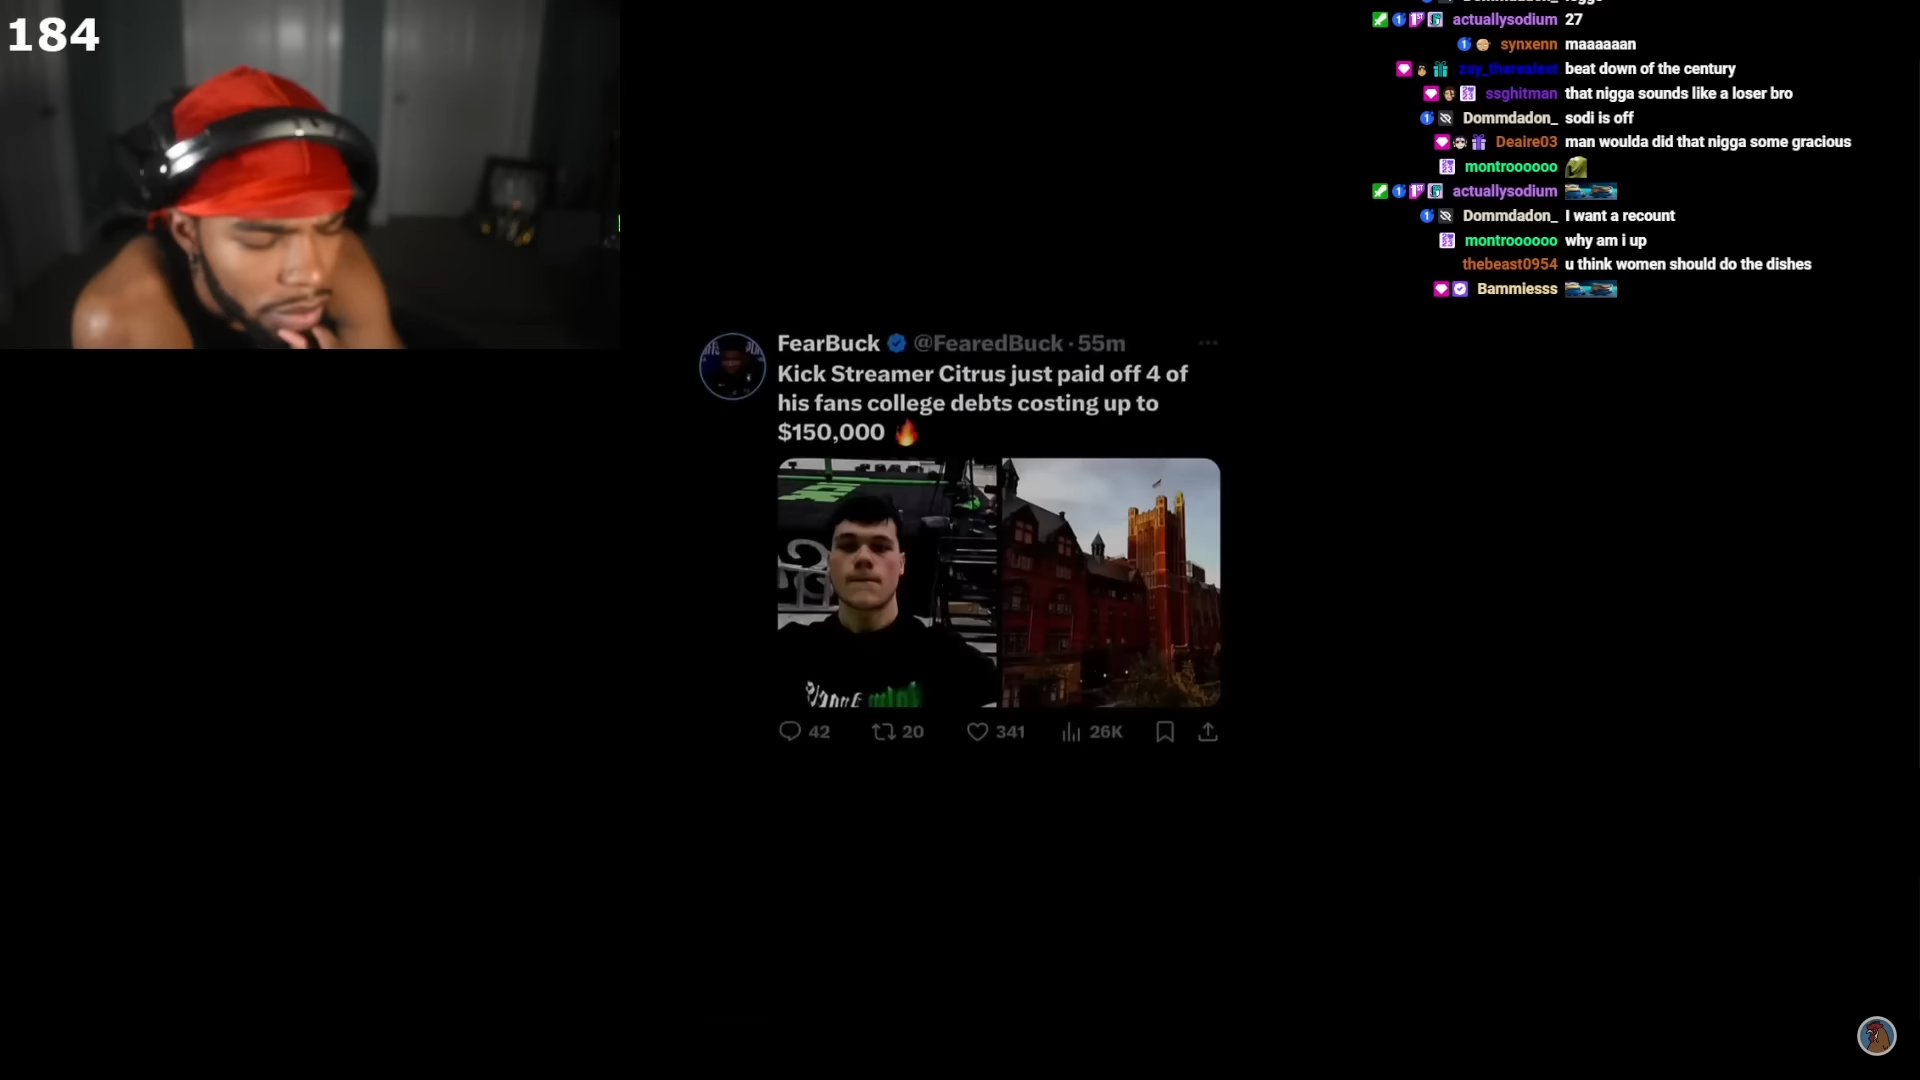 184
actuallysodium 27
synxenn maaaaaan
zay_therealest beat down of the century
ssghitman that nigga sounds like a loser bro
Dommdadon_ sodi is off
Deaire03 man woulda did that nigga some gracious
montroooooo
actuallysodium
Dommdadon_ I want a recount
montroooooo why am i up
thebeast0954 u think women should do the dishes
Bammiesss
FearBuck @FearedBuck · 55m
Kick Streamer Citrus just paid off 4 of
his fans college debts costing up to
$150,000
42 20 341 26K